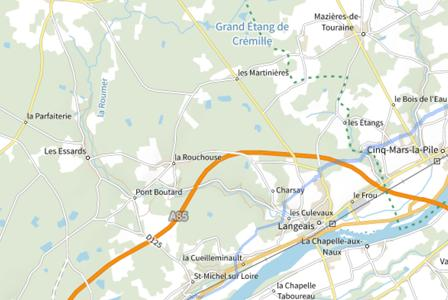 Mazières-de-
Touraine
Grand Étang de
Crémille
les Martinières
la Roumer
le Bois de l'Eau
la Parfaiterie
les Étangs
Les Essards
la Rouchouse
Cinq-Mars-la-Pile
Pont Boutard
Charsay
le Frou
A85
les Culevaux
Langeais
D125
La Chapelle-aux-
Naux
la Cueilleminault
St-Michel sur Loire
la Chapelle
Taboureau
Va